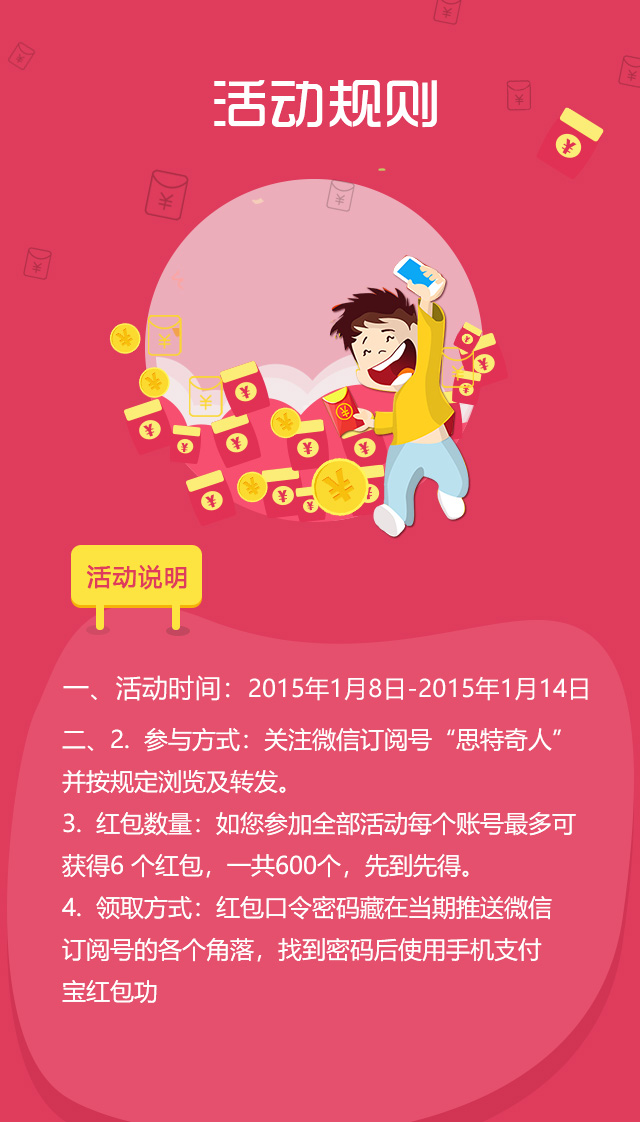 活动规则
活动说明
一、活动时间：2015年1月8日-2015年1月14日
二、2. 参与方式：关注微信订阅号“思特奇人”
并按规定浏览及转发。
3. 红包数量：如您参加全部活动每个账号最多可
获得6 个红包，一共600个，先到先得。
4. 领取方式：红包口令密码藏在当期推送微信
订阅号的各个角落，找到密码后使用手机支付
宝红包功